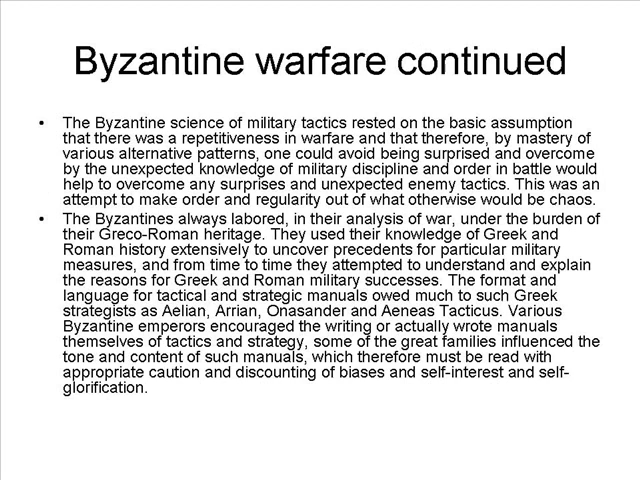 Byzantine warfare continued
• The Byzantine science of military tactics rested on the basic assumption
that there was a repetitiveness in warfare and that therefore, by mastery of
various alternative patterns, one could avoid being surprised and overcome
by the unexpected knowledge of military discipline and order in battle would
help to overcome any surprises and unexpected enemy tactics. This was an
attempt to make order and regularity out of what otherwise would be chaos.
• The Byzantines always labored, in their analysis of war, under the burden of
their Greco-Roman heritage. They used their knowledge of Greek and
Roman history extensively to uncover precedents for particular military
measures, and from time to time they attempted to understand and explain
the reasons for Greek and Roman military successes. The format and
language for tactical and strategic manuals owed much to such Greek
strategists as Aelian, Arrian, Onasander and Aeneas Tacticus. Various
Byzantine emperors encouraged the writing or actually wrote manuals
themselves of tactics and strategy, some of the great families influenced the
tone and content of such manuals, which therefore must be read with
appropriate caution and discounting of biases and self-interest and self-
glorification.